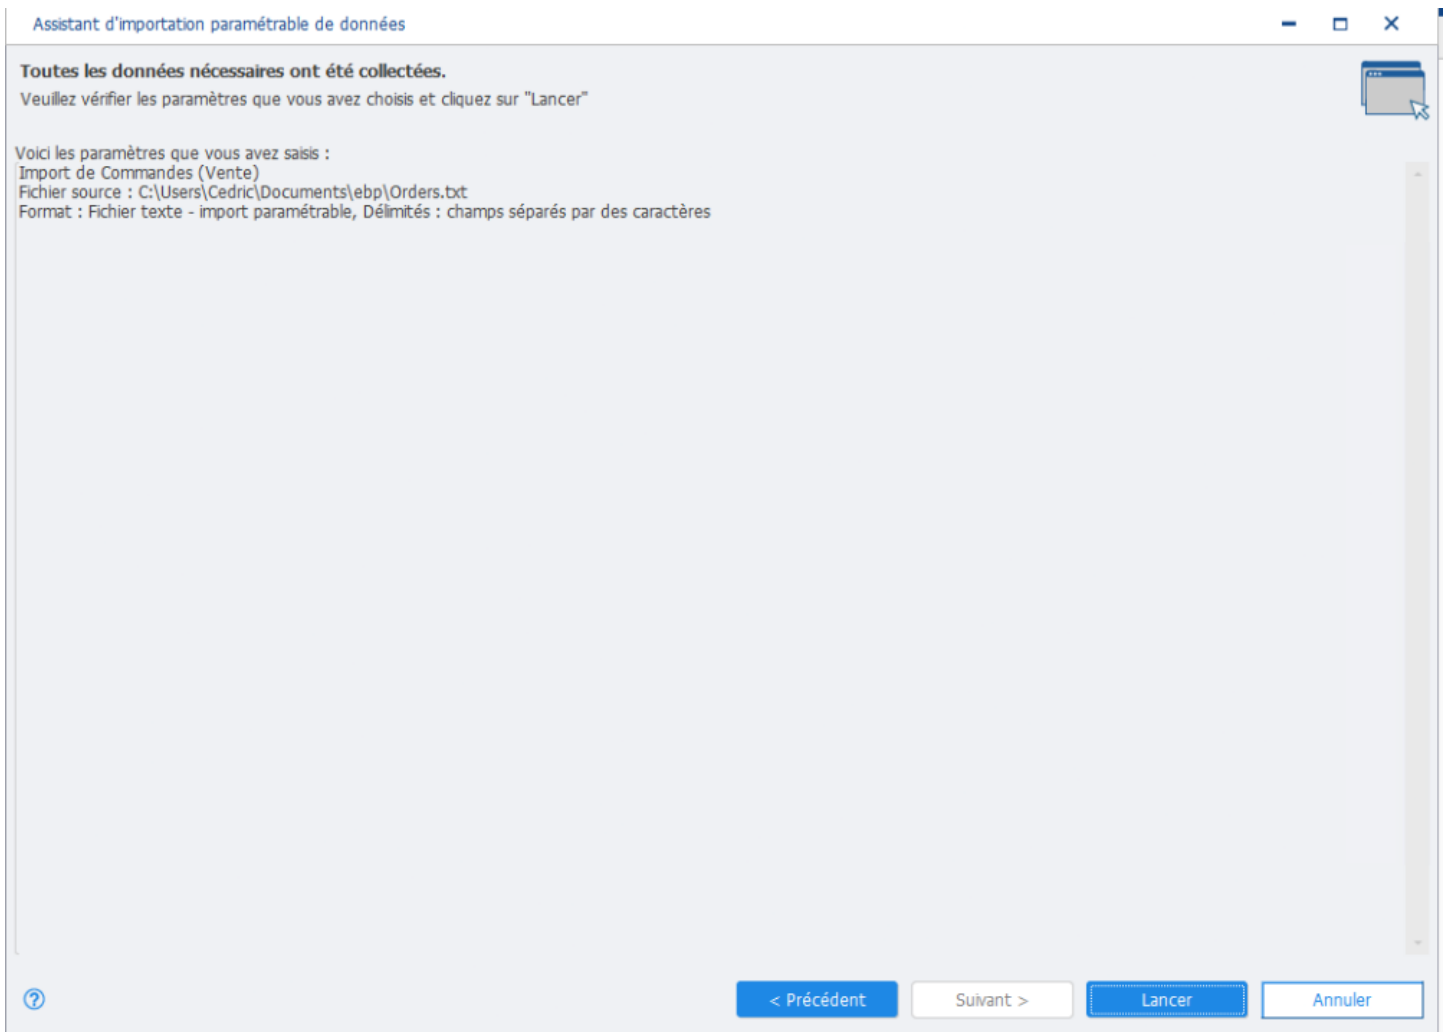 Assistant d'importation paramétrable de données
Toutes les données nécessaires ont été collectées.
Veuillez vérifier les paramètres que vous avez choisis et cliquez sur "Lancer"
Voici les paramètres que vous avez saisis :
Import de Commandes (Vente)
Fichier source : C:\Users\Cedric\Documents\ebp\Orders.txt
Format : Fichier texte - import paramétrable, Délimités : champs séparés par des caractères
? < Précédent Suivant > Lancer Annuler